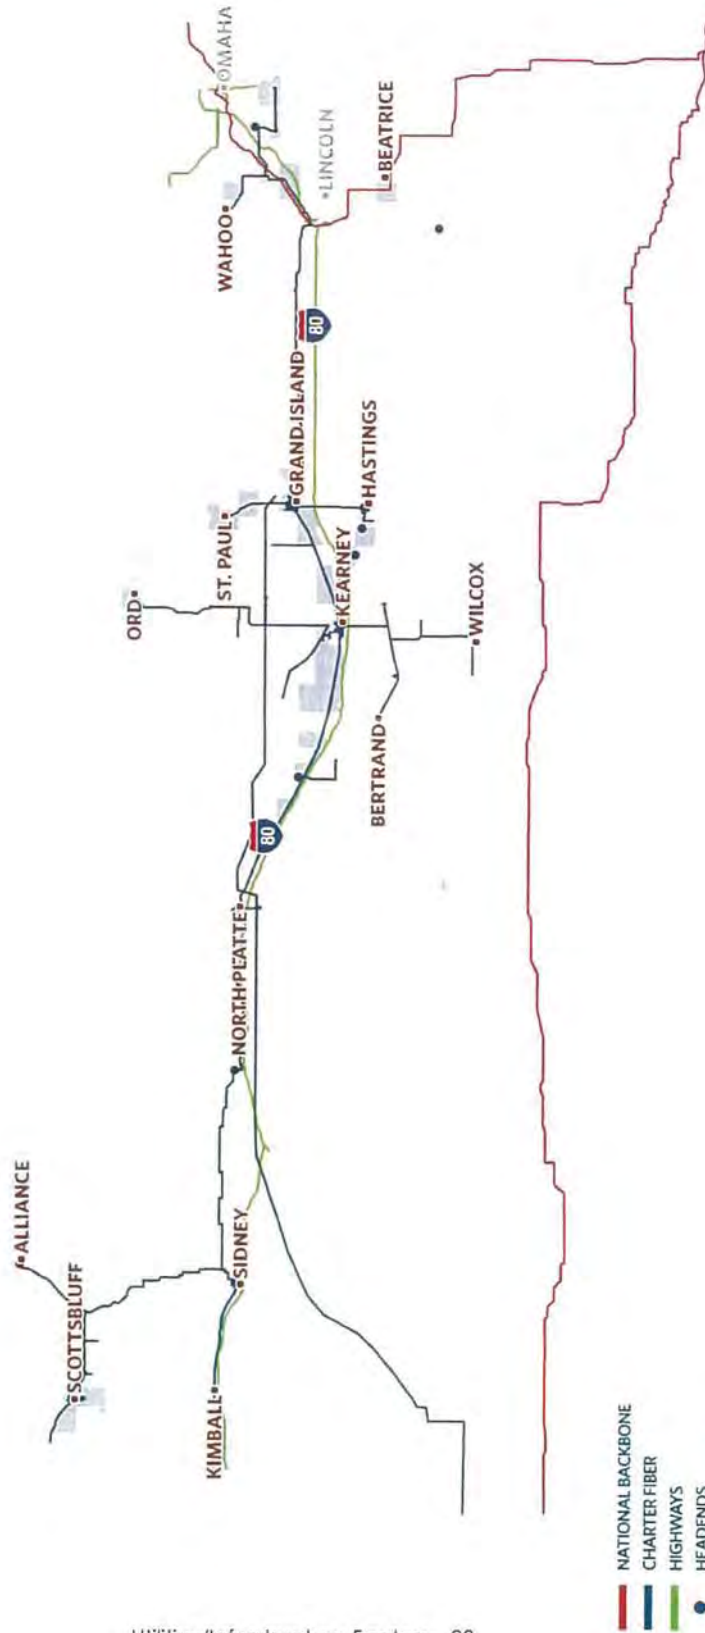 OMAHA
WAHOO
LINCOLN
BEATRICE
80
GRAND ISLAND
HASTINGS
ST. PAUL
ORD
KEARNEY
WILCOX
BERTRAND
80
NORTH PLATTE
ALLIANCE
SCOTTSBLUFF
SIDNEY
KIMBALL
NATIONAL BACKBONE
CHARTER FIBER
HIGHWAYS
HEADENDS